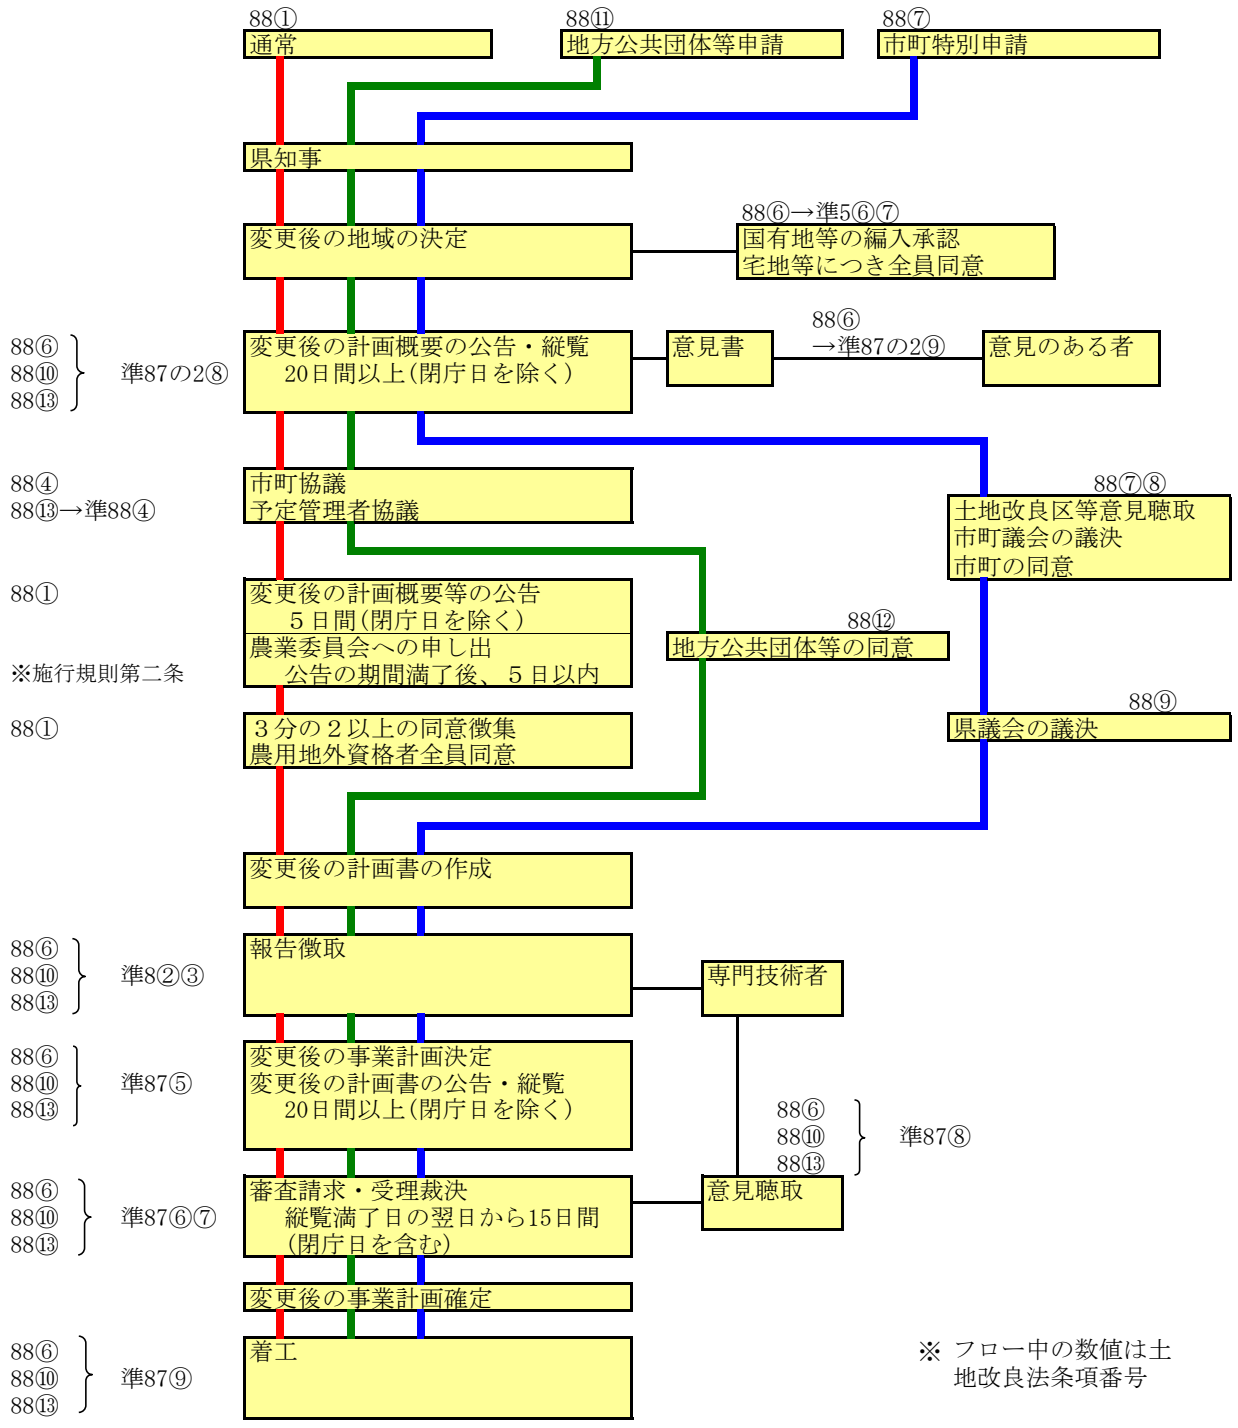 88① 88⑪ 88⑦
通常 地方公共団体等申請 市町特別申請
県知事
88⑥→準5⑥⑦
変更後の地域の決定 国有地等の編入承認
宅地等につき全員同意
88⑥
88⑥ 変更後の計画概要の公告・縦覧 意見書 →準87の2⑨ 意見のある者
88⑩ 準87の2⑧ 20日間以上(閉庁日を除く)
88⑬
88④ 市町協議 88⑦⑧
88⑬→準88④ 予定管理者協議 土地改良区等意見聴取
市町議会の議決
市町の同意
88① 変更後の計画概要等の公告
５日間(閉庁日を除く) 88⑫
農業委員会への申し出 地方公共団体等の同意
※施行規則第二条 公告の期間満了後、５日以内
88⑨
88① ３分の２以上の同意徴集 県議会の議決
農用地外資格者全員同意
変更後の計画書の作成
88⑥ 報告徴取
88⑩ 準8②③ 専門技術者
88⑬
88⑥ 変更後の事業計画決定
88⑩ 準87⑤ 変更後の計画書の公告・縦覧
88⑬ 20日間以上(閉庁日を除く) 88⑥
88⑩ 準87⑧
88⑬
88⑥ 審査請求・受理裁決 意見聴取
88⑩ 準87⑥⑦ 縦覧満了日の翌日から15日間
88⑬ (閉庁日を含む)
変更後の事業計画確定
88⑥ 着工 ※ フロー中の数値は土
88⑩ 準87⑨ 地改良法条項番号
88⑬